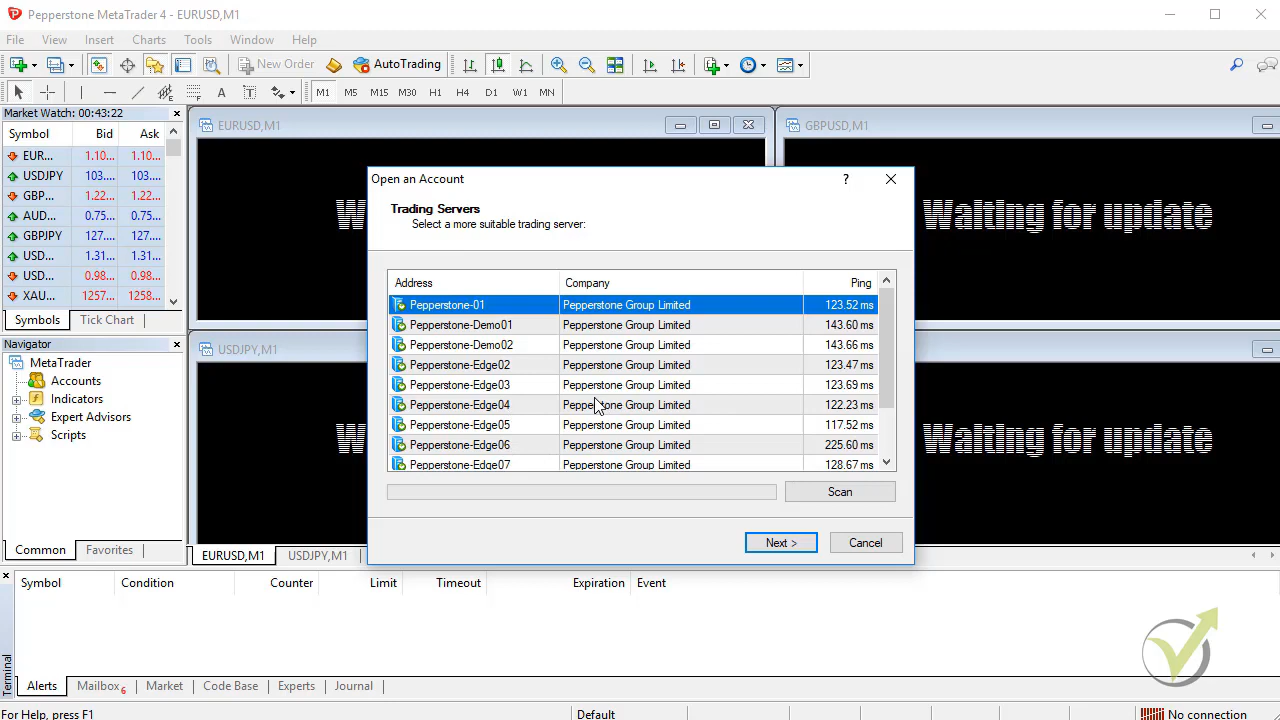 Pepperstone MetaTrader 4 - EURUSD,M1
File View Insert Charts Tools Window Help
New Order AutoTrading
A T M1 M5 M15 M30 H1 H4 D1 W1 MN
Market Watch: 00:43:22
Symbol Bid Ask
EUR... 1.10... 1.10...
USDJPY 103.... 103....
GBP... 1.22... 1.22...
AUD... 0.75... 0.75...
GBPJPY 127.... 127....
USD... 1.31... 1.31...
USD... 0.98... 0.98...
XAU... 1257... 1258...
Symbols Tick Chart
Navigator
MetaTrader
Accounts
Indicators
Expert Advisors
Scripts
Common Favorites
EURUSD,M1
GBPUSD,M1
W
Waiting for update
USDJPY,M1
W
Waiting for update
EURUSD,M1 USDJPY,M1
Open an Account ?
Trading Servers
Select a more suitable trading server:
Address Company Ping
Pepperstone-01 Pepperstone Group Limited 123.52 ms
Pepperstone-Demo01 Pepperstone Group Limited 143.60 ms
Pepperstone-Demo02 Pepperstone Group Limited 143.66 ms
Pepperstone-Edge02 Pepperstone Group Limited 123.47 ms
Pepperstone-Edge03 Pepperstone Group Limited 123.69 ms
Pepperstone-Edge04 Pepperstone Group Limited 122.23 ms
Pepperstone-Edge05 Pepperstone Group Limited 117.52 ms
Pepperstone-Edge06 Pepperstone Group Limited 225.60 ms
Pepperstone-Edge07 Pepperstone Group Limited 128.67 ms
Scan
Next > Cancel
Symbol Condition Counter Limit Timeout Expiration Event
Terminal
Alerts Mailbox 6 Market Code Base Experts Journal
For Help, press F1 Default No connection